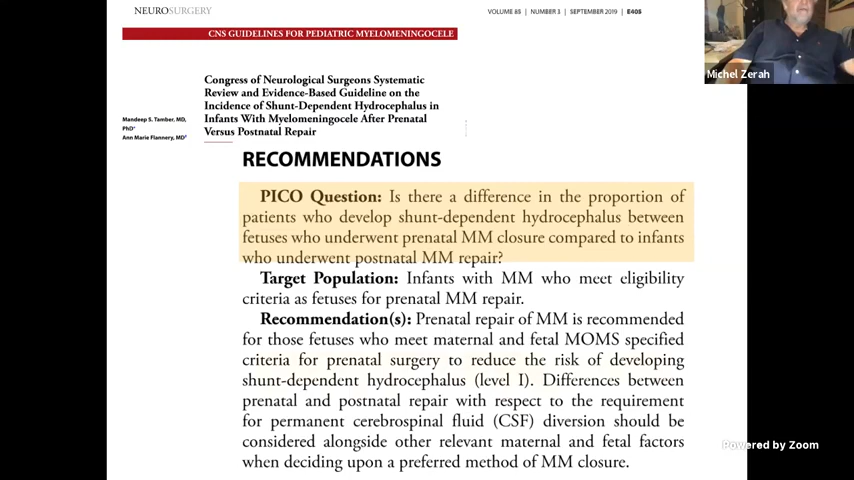 NEUROSURGERY
VOLUME 85 | NUMBER 3 | SEPTEMBER 2019 | E405
CNS GUIDELINES FOR PEDIATRIC MYELOMENINGOCELE
Michel Zerah
Congress of Neurological Surgeons Systematic
Review and Evidence-Based Guideline on the
Incidence of Shunt-Dependent Hydrocephalus in
Infants With Myelomeningocele After Prenatal
Versus Postnatal Repair
Mandeep S. Tamber, MD,
PhD*
Ann Marie Flannery, MD‡
RECOMMENDATIONS
PICO Question: Is there a difference in the proportion of
patients who develop shunt-dependent hydrocephalus between
fetuses who underwent prenatal MM closure compared to infants
who underwent postnatal MM repair?
Target Population: Infants with MM who meet eligibility
criteria as fetuses for prenatal MM repair.
Recommendation(s): Prenatal repair of MM is recommended
for those fetuses who meet maternal and fetal MOMS specified
criteria for prenatal surgery to reduce the risk of developing
shunt-dependent hydrocephalus (level I). Differences between
prenatal and postnatal repair with respect to the requirement
for permanent cerebrospinal fluid (CSF) diversion should be
considered alongside other relevant maternal and fetal factors
when deciding upon a preferred method of MM closure.
Powered by Zoom